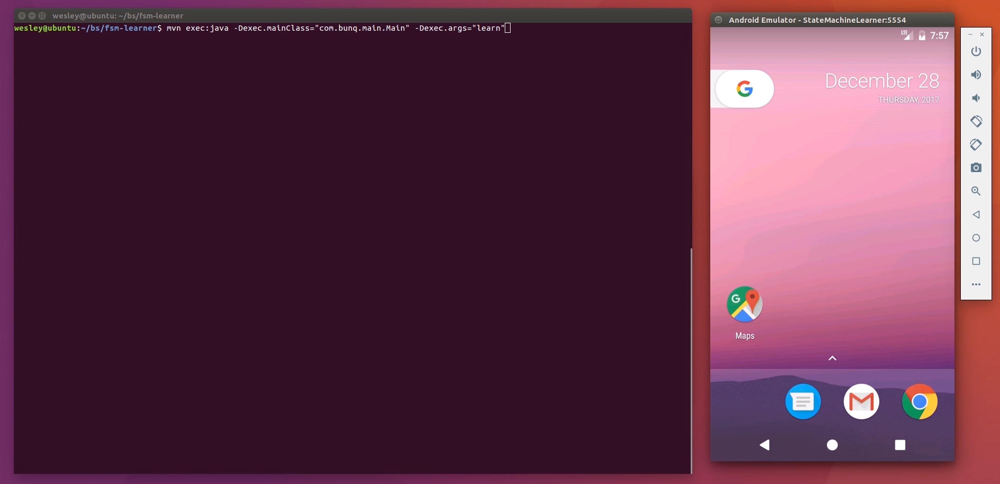 wesley@ubuntu: ~/bs/fsm-learner
wesley@ubuntu:~/bs/fsm-learner$ mvn exec:java -Dexec.mainClass="com.bunq.main.Main" -Dexec.args="learn"
Android Emulator - StateMachineLearner:5554
LTE 7:57
G
December 28
THURSDAY, 2017
G
Maps